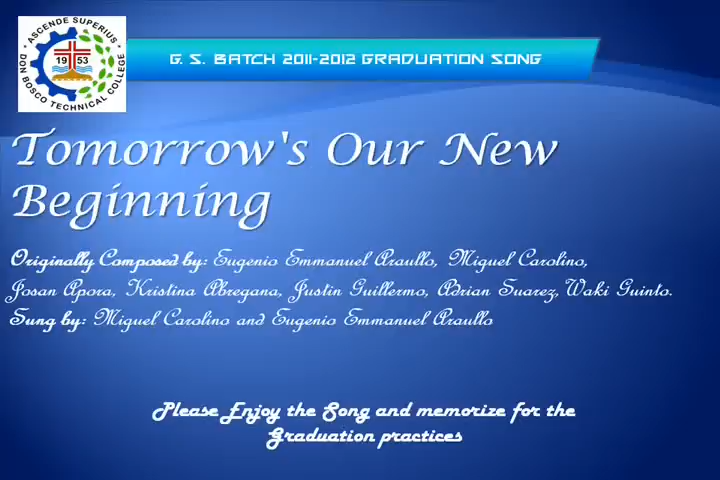 ASCENDE SUPERIUS
19 53
DON BOSCO TECHNICAL COLLEGE
G. S. BATCH 2011-2012 GRADUATION SONG
Tomorrow's Our New
Beginning
Originally Composed by: Eugenio Emmanuel Araullo, Miguel Carolino,
Josan Apora, Kristina Abregana, Justin Guillermo, Adrian Suarez, Waki Guinto.
Sung by: Miguel Carolino and Eugenio Emmanuel Araullo
Please Enjoy the Song and memorize for the
Graduation practices